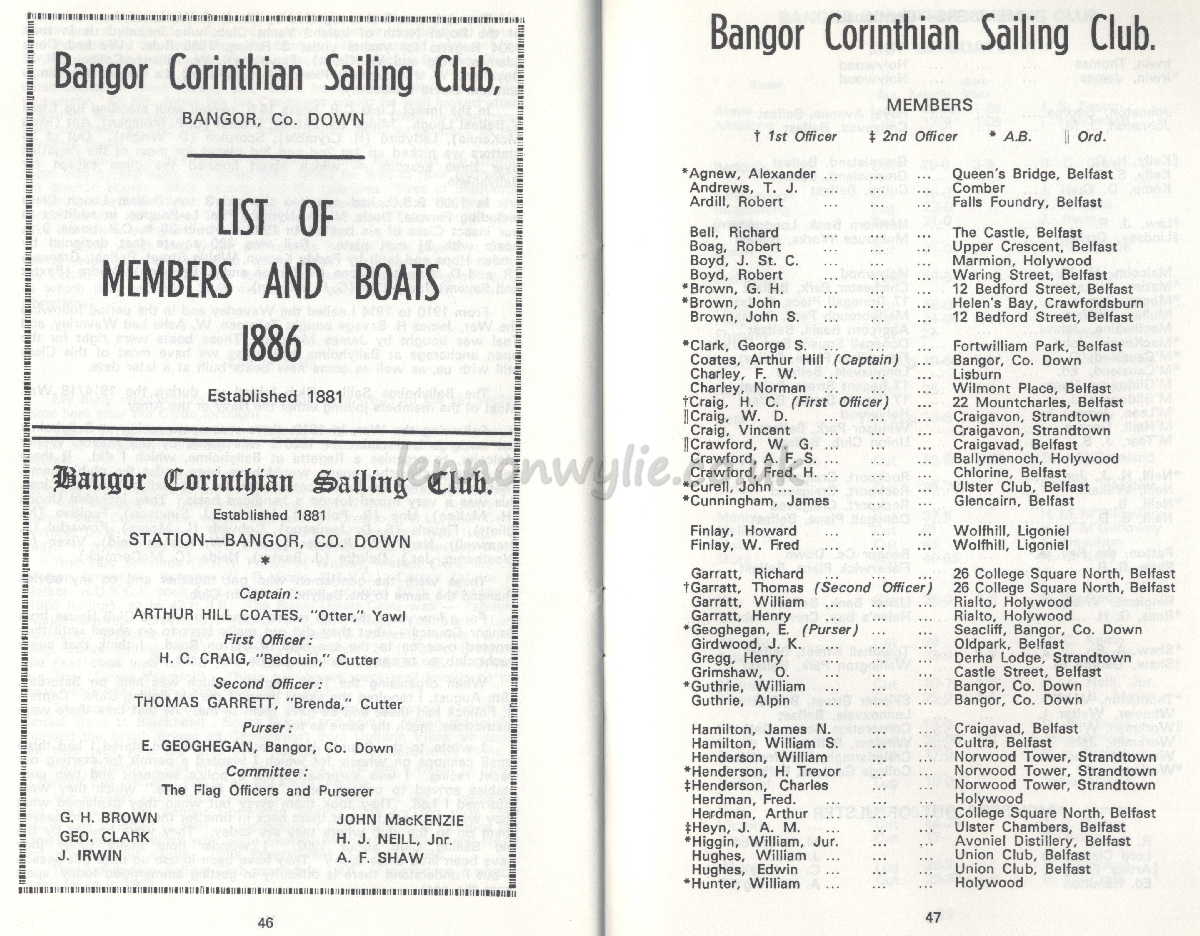 Bangor Corinthian Sailing Club,
BANGOR, Co. DOWN
LIST OF
MEMBERS AND BOATS
1886
Established 1881
Bangor Corinthian Sailing Club.
Established 1881
STATION—BANGOR, CO. DOWN
*
Captain:
ARTHUR HILL COATES, "Otter," Yawl
First Officer:
H. C. CRAIG, "Bedouin," Cutter
Second Officer:
THOMAS GARRETT, "Brenda," Cutter
Purser:
E. GEOGHEGAN, Bangor, Co. Down
Committee:
The Flag Officers and Purserer
G. H. BROWN JOHN MacKENZIE
GEO. CLARK H. J. NEILL, Jnr.
J. IRWIN A. F. SHAW
46
Bangor Corinthian Sailing Club.
MEMBERS
† 1st Officer ‡ 2nd Officer * A.B. || Ord.
*Agnew, Alexander ... ... ... Queen's Bridge, Belfast
Andrews, T. J. ... ... ... Comber
Ardill, Robert ... ... ... Falls Foundry, Belfast
Bell, Richard ... ... ... The Castle, Belfast
Boag, Robert ... ... ... Upper Crescent, Belfast
Boyd, J. St. C. ... ... ... Marmion, Holywood
Boyd, Robert ... ... ... Waring Street, Belfast
*Brown, G. H. ... ... ... 12 Bedford Street, Belfast
*Brown, John ... ... ... Helen's Bay, Crawfordsburn
Brown, John S. ... ... ... 12 Bedford Street, Belfast
*Clark, George S. ... ... ... Fortwilliam Park, Belfast
Coates, Arthur Hill (Captain) ... Bangor, Co. Down
Charley, F. W. ... ... ... Lisburn
Charley, Norman ... ... ... Wilmont Place, Belfast
†Craig, H. C. (First Officer) ... 22 Mountcharles, Belfast
||Craig, W. D. ... ... ... Craigavon, Strandtown
Craig, Vincent ... ... ... Craigavon, Strandtown
||Crawford, W. G. ... ... ... Craigavad, Belfast
Crawford, A. F. S. ... ... ... Ballymenoch, Holywood
Crawford, Fred H. ... ... ... Chlorine, Belfast
*Curell, John ... ... ... ... Ulster Club, Belfast
*Cunningham, James ... ... Glencairn, Belfast
Finlay, Howard ... ... ... Wolfhill, Ligoniel
Finlay, W. Fred ... ... ... Wolfhill, Ligoniel
Garratt, Richard ... ... ... 26 College Square North, Belfast
†Garratt, Thomas (Second Officer) 26 College Square North, Belfast
Garratt, William ... ... ... Rialto, Holywood
Garratt, Henry ... ... ... Rialto, Holywood
*Geoghegan, E. (Purser) ... ... Seacliff, Bangor, Co. Down
Girdwood, J. K. ... ... ... Oldpark, Belfast
Gregg, Henry ... ... ... Derha Lodge, Strandtown
Grimshaw, O. ... ... ... Castle Street, Belfast
*Guthrie, William ... ... ... Bangor, Co. Down
Guthrie, Alpin ... ... ... Bangor, Co. Down
Hamilton, James N. ... ... Craigavad, Belfast
Hamilton, William S. ... ... Cultra, Belfast
Henderson, William ... ... Norwood Tower, Strandtown
*Henderson, H. Trevor ... ... Norwood Tower, Strandtown
‡Henderson, Charles ... ... Norwood Tower, Strandtown
Herdman, Fred. ... ... ... Holywood
Herdman, Arthur ... ... ... College Square North, Belfast
‡Heyn, J. A. M. ... ... ... Ulster Chambers, Belfast
*Higgin, William, Jur. ... ... Avoniel Distillery, Belfast
Hughes, William ... ... ... Union Club, Belfast
Hughes, Edwin ... ... ... Union Club, Belfast
*Hunter, William ... ... ... Holywood
47
lennonwylie.co.uk